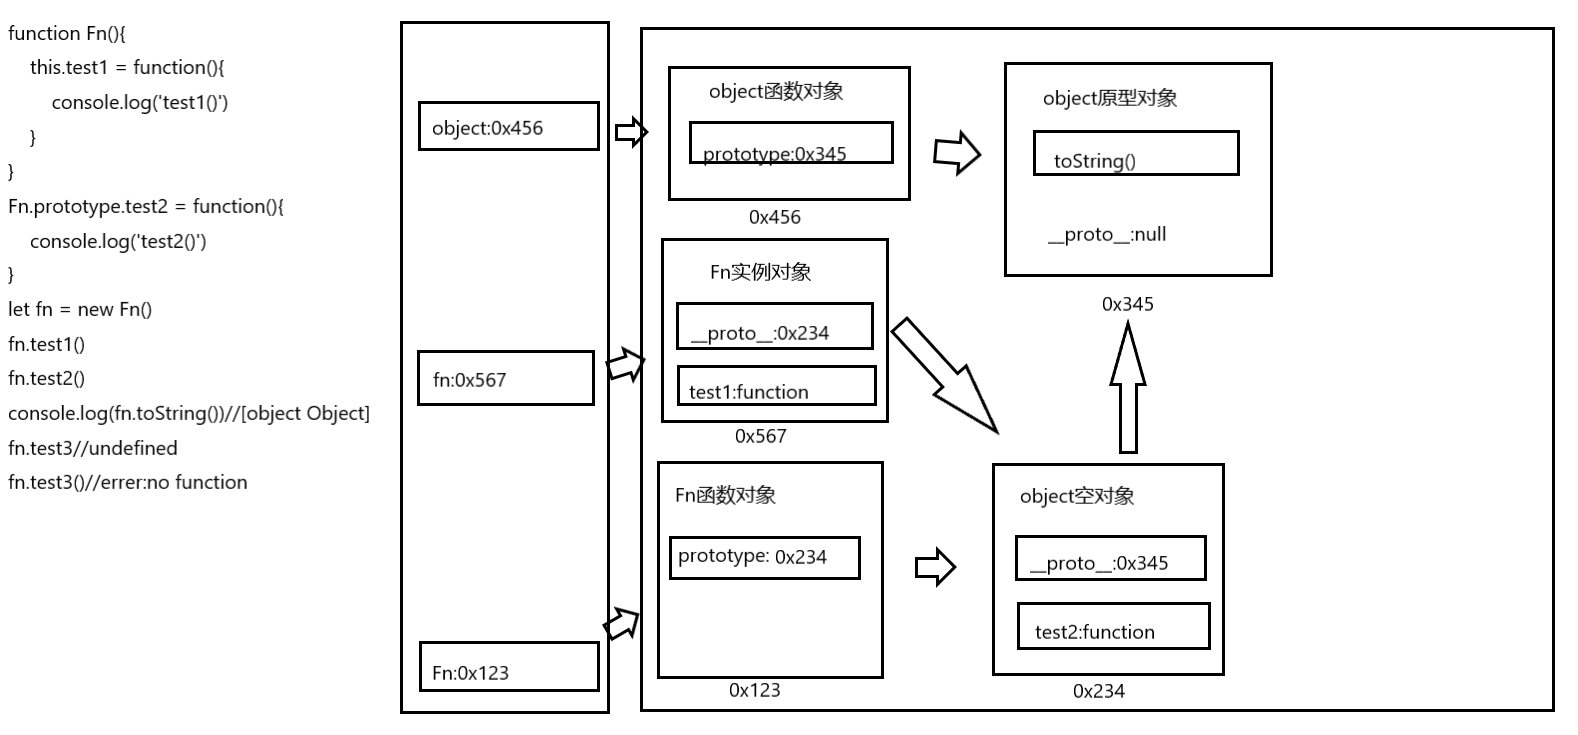 function Fn(){
this.test1 = function(){
console.log('test1()')
}
}
Fn.prototype.test2 = function(){
console.log('test2()')
}
let fn = new Fn()
fn.test1()
fn.test2()
console.log(fn.toString())//[object Object]
fn.test3//undefined
fn.test3()//errer:no function
object:0x456
fn:0x567
Fn:0x123
object函数对象
prototype:0x345
0x456
Fn实例对象
__proto__:0x234
test1:function
0x567
Fn函数对象
prototype: 0x234
0x123
object原型对象
toString()
__proto__:null
0x345
object空对象
__proto__:0x345
test2:function
0x234